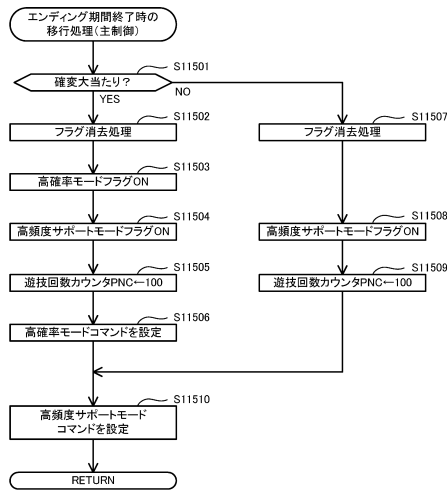 エンディング期間終了時の
移行処理(主制御)
S11501
確変大当たり?
YES
NO
S11502
フラグ消去処理
S11503
高確率モードフラグON
S11504
高頻度サポートモードフラグON
S11505
遊技回数カウンタPNC←100
S11506
高確率モードコマンドを設定
S11507
フラグ消去処理
S11508
高頻度サポートモードフラグON
S11509
遊技回数カウンタPNC←100
S11510
高頻度サポートモード
コマンドを設定
RETURN